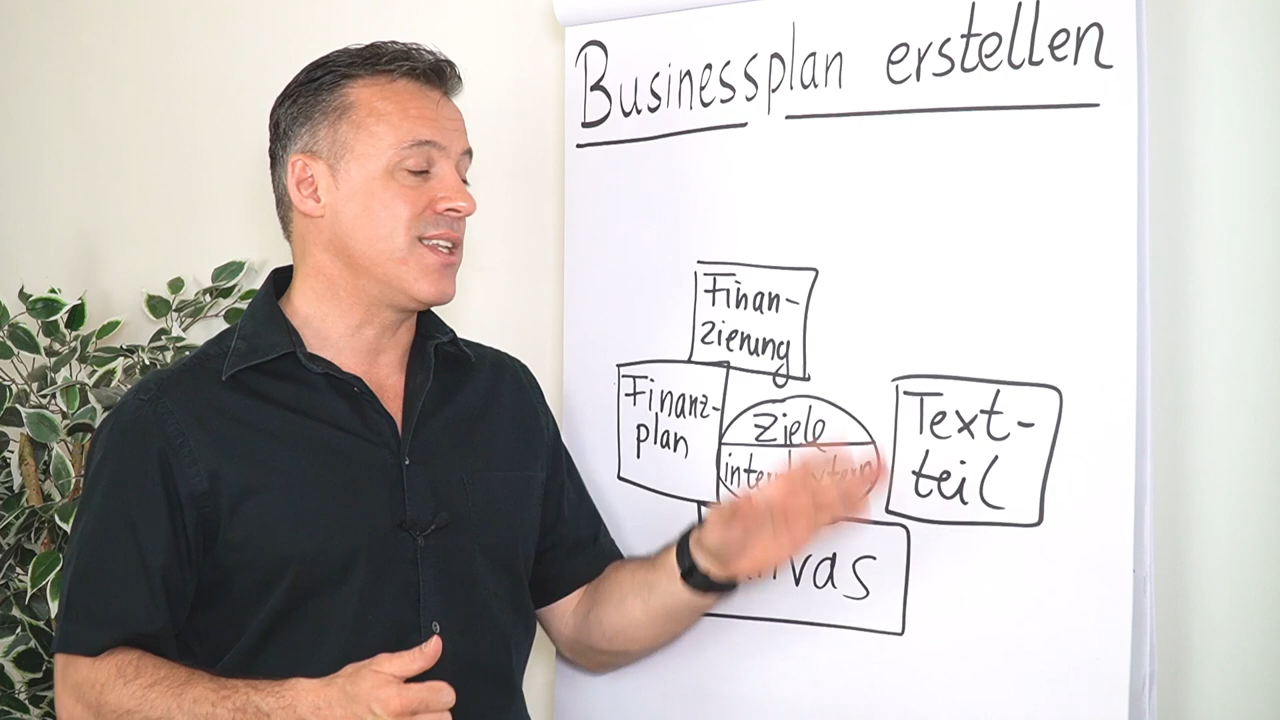 Businessplan erstellen
Finan-
zierung
Finanz-
plan
Ziele
Text-
teil